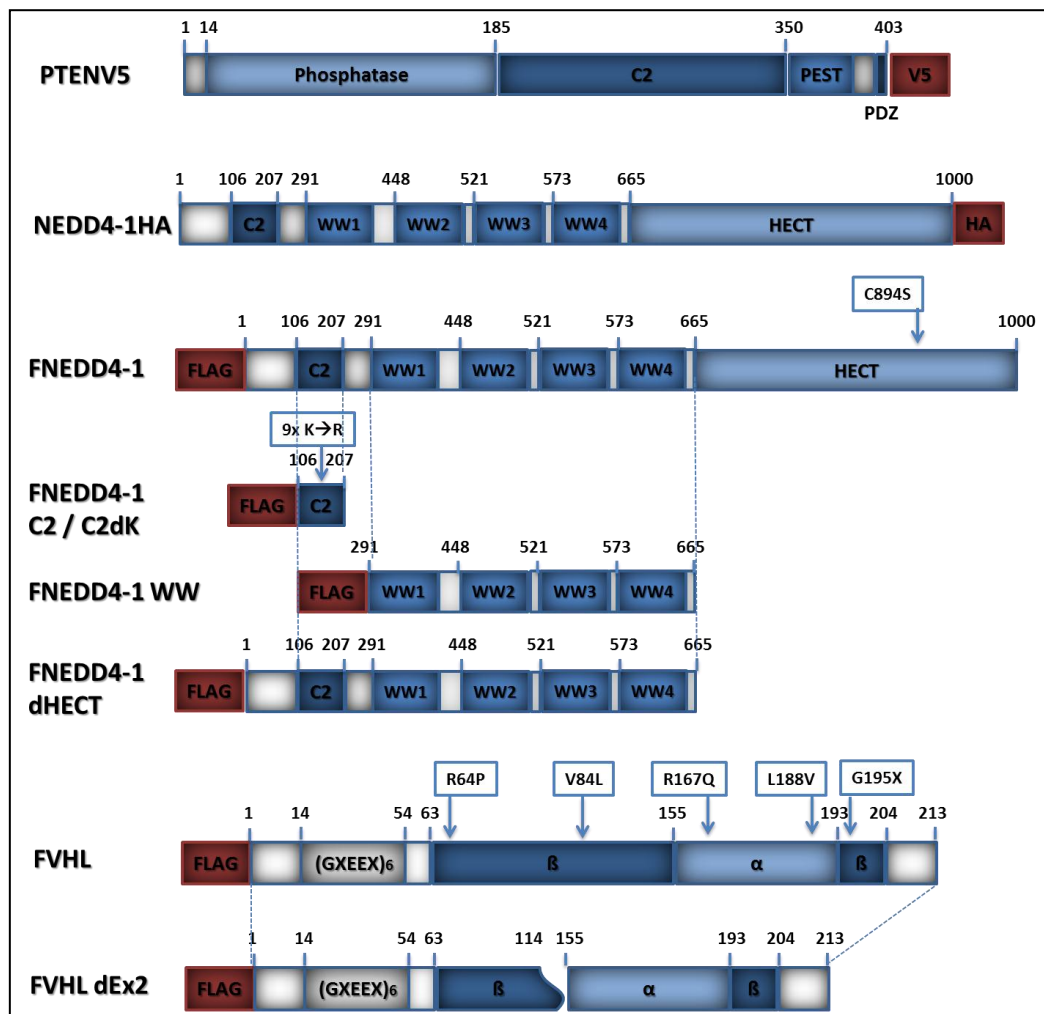 1 14 185 350 403
PTENV5 Phosphatase C2 PEST V5
PDZ
1 106 207 291 448 521 573 665 1000
NEDD4-1HA C2 WW1 WW2 WW3 WW4 HECT HA
C894S
1 106 207 291 448 521 573 665 1000
FNEDD4-1 FLAG C2 WW1 WW2 WW3 WW4 HECT
9x K→R
106 207
FNEDD4-1
C2 / C2dK
FLAG C2
291 448 521 573 665
FNEDD4-1 WW FLAG WW1 WW2 WW3 WW4
1 106 207 291 448 521 573 665
FNEDD4-1
dHECT
FLAG C2 WW1 WW2 WW3 WW4
R64P V84L R167Q L188V G195X
1 14 54 63 155 193 204 213
FVHL FLAG (GXEEX)6 ß α ß
1 14 54 63 114 155 193 204 213
FVHL dEx2 FLAG (GXEEX)6 ß α ß